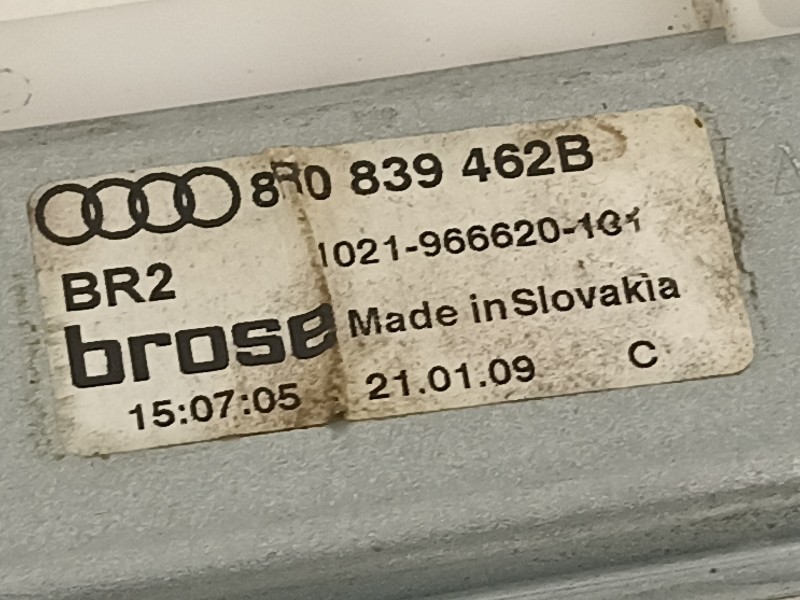 8R0 839 462B
1021-966620-101
BR2
brose Made in Slovakia
15:07:05 21.01.09 C